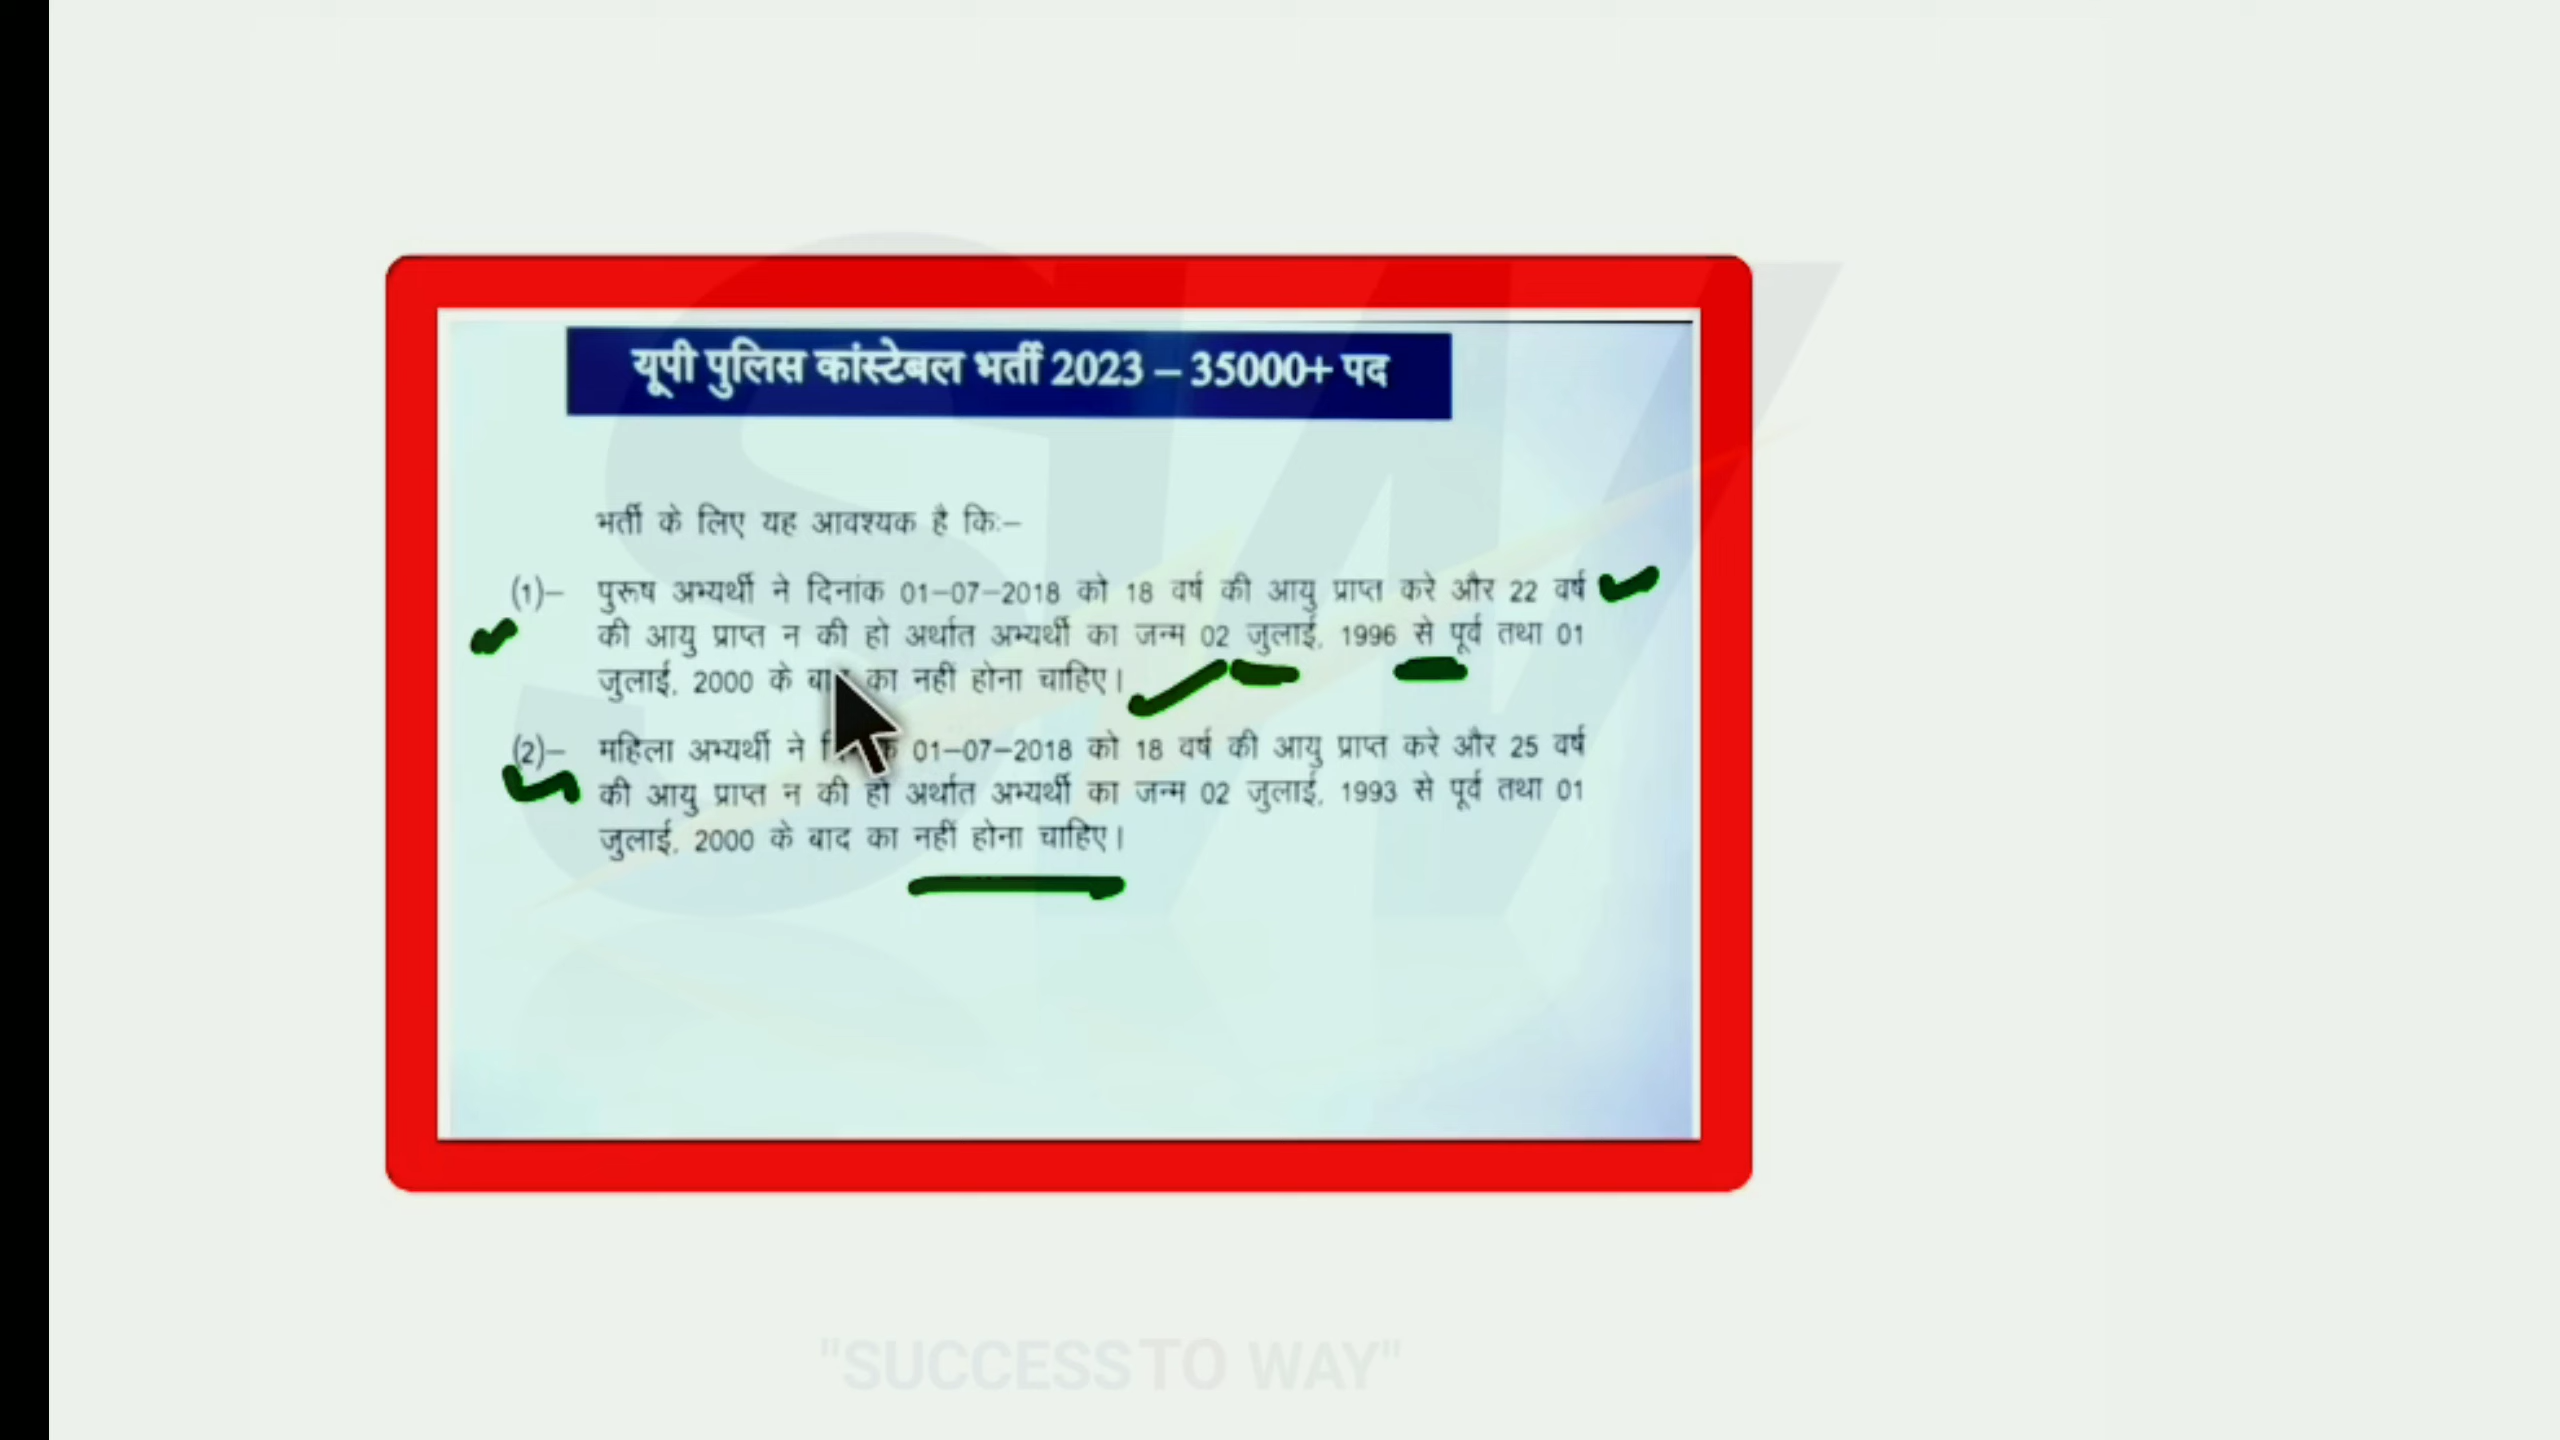 यूपी पुलिस कांस्टेबल भर्ती 2023 – 35000+ पद
भर्ती के लिए यह आवश्यक है कि:–
(1)– पुरूष अभ्यर्थी ने दिनांक 01–07–2018 को 18 वर्ष की आयु प्राप्त करे और 22 वर्ष
की आयु प्राप्त न की हो अर्थात अभ्यर्थी का जन्म 02 जुलाई, 1996 से पूर्व तथा 01
जुलाई, 2000 के का नहीं होना चाहिए।
(2)– महिला अभ्यर्थी ने 01–07–2018 को 18 वर्ष की आयु प्राप्त करे और 25 वर्ष
की आयु प्राप्त न की हो अर्थात अभ्यर्थी का जन्म 02 जुलाई, 1993 से पूर्व तथा 01
जुलाई, 2000 के बाद का नहीं होना चाहिए।
"SUCCESS TO WAY"